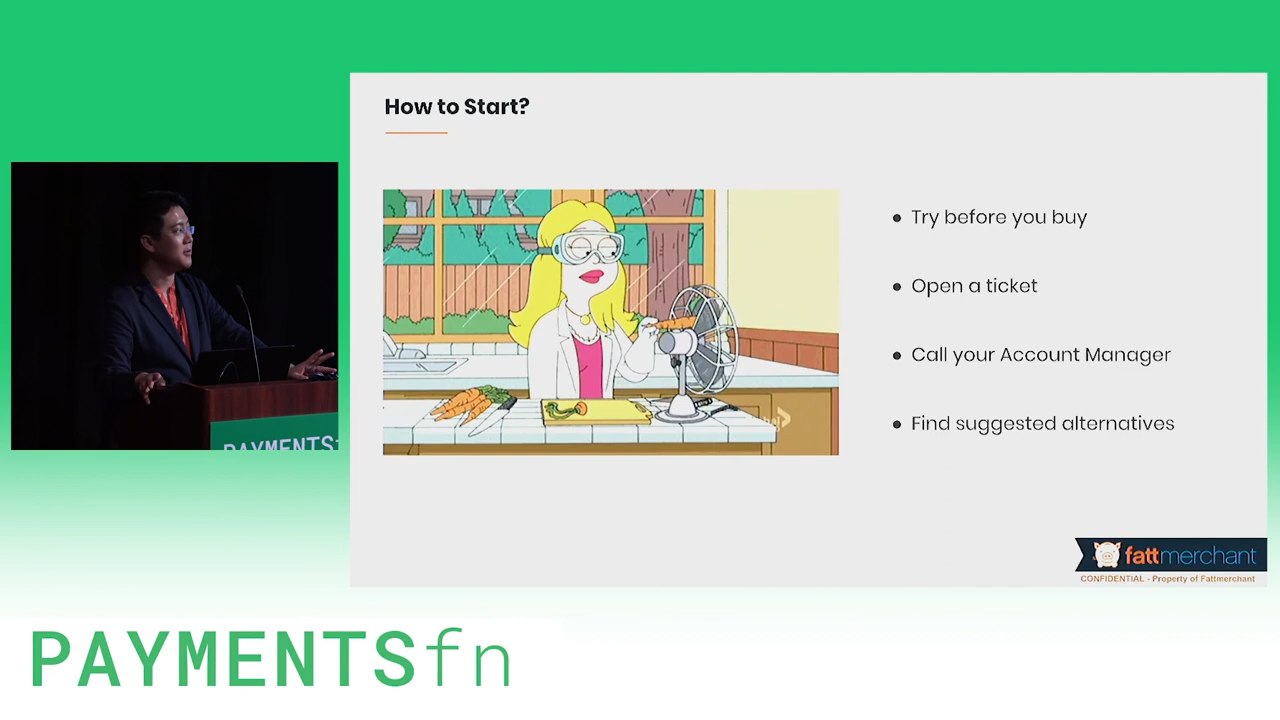 How to Start?
Try before you buy
Open a ticket
Call your Account Manager
Find suggested alternatives
fattmerchant
CONFIDENTIAL - Property of Fattmerchant
PAYMENTSf
PAYMENTSfn